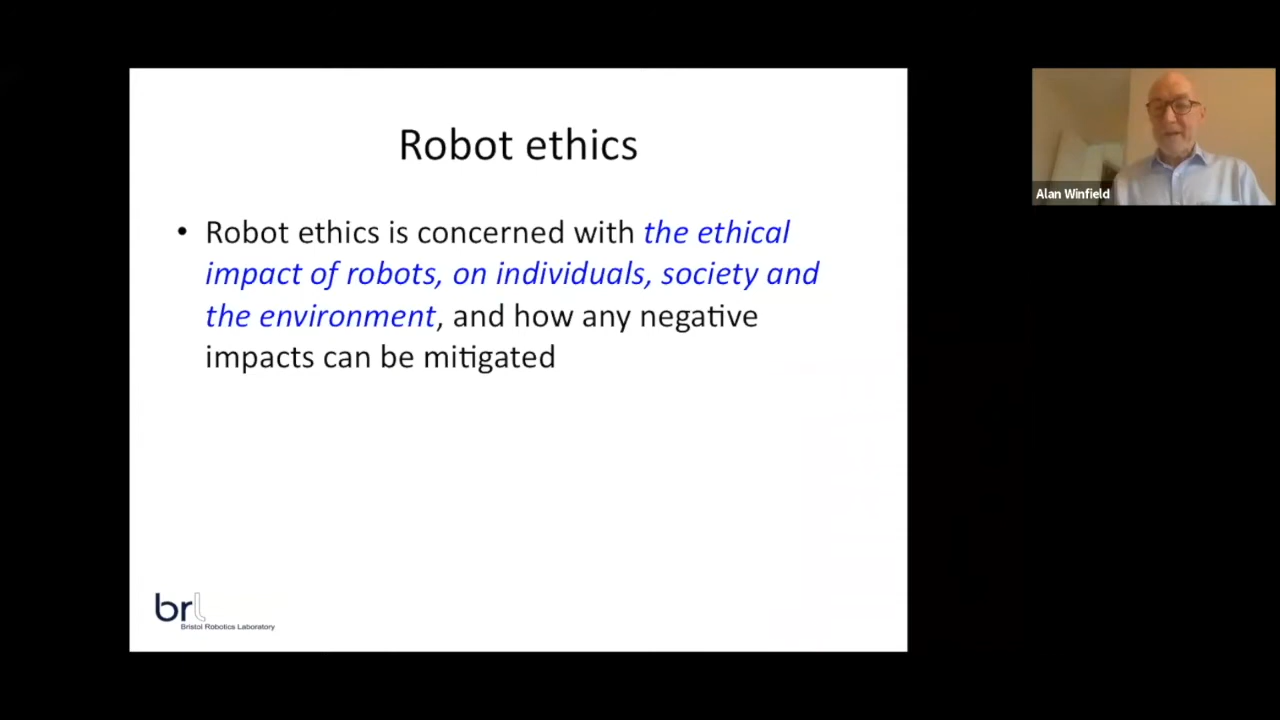 Robot ethics
• Robot ethics is concerned with the ethical
impact of robots, on individuals, society and
the environment, and how any negative
impacts can be mitigated
brl
Bristol Robotics Laboratory
Alan Winfield